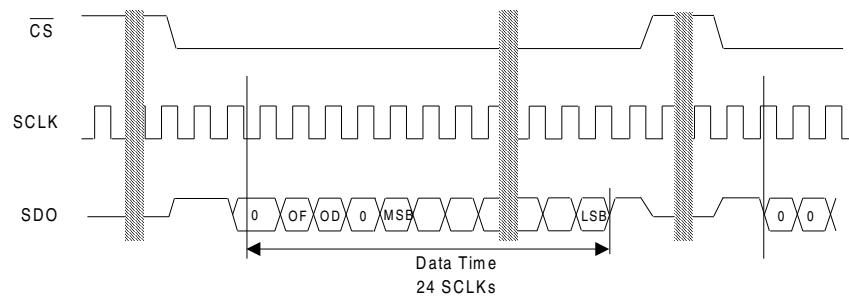 CS
SCLK
SDO
0 OF OD 0 MSB LSB 0 0
Data Time
24 SCLKs